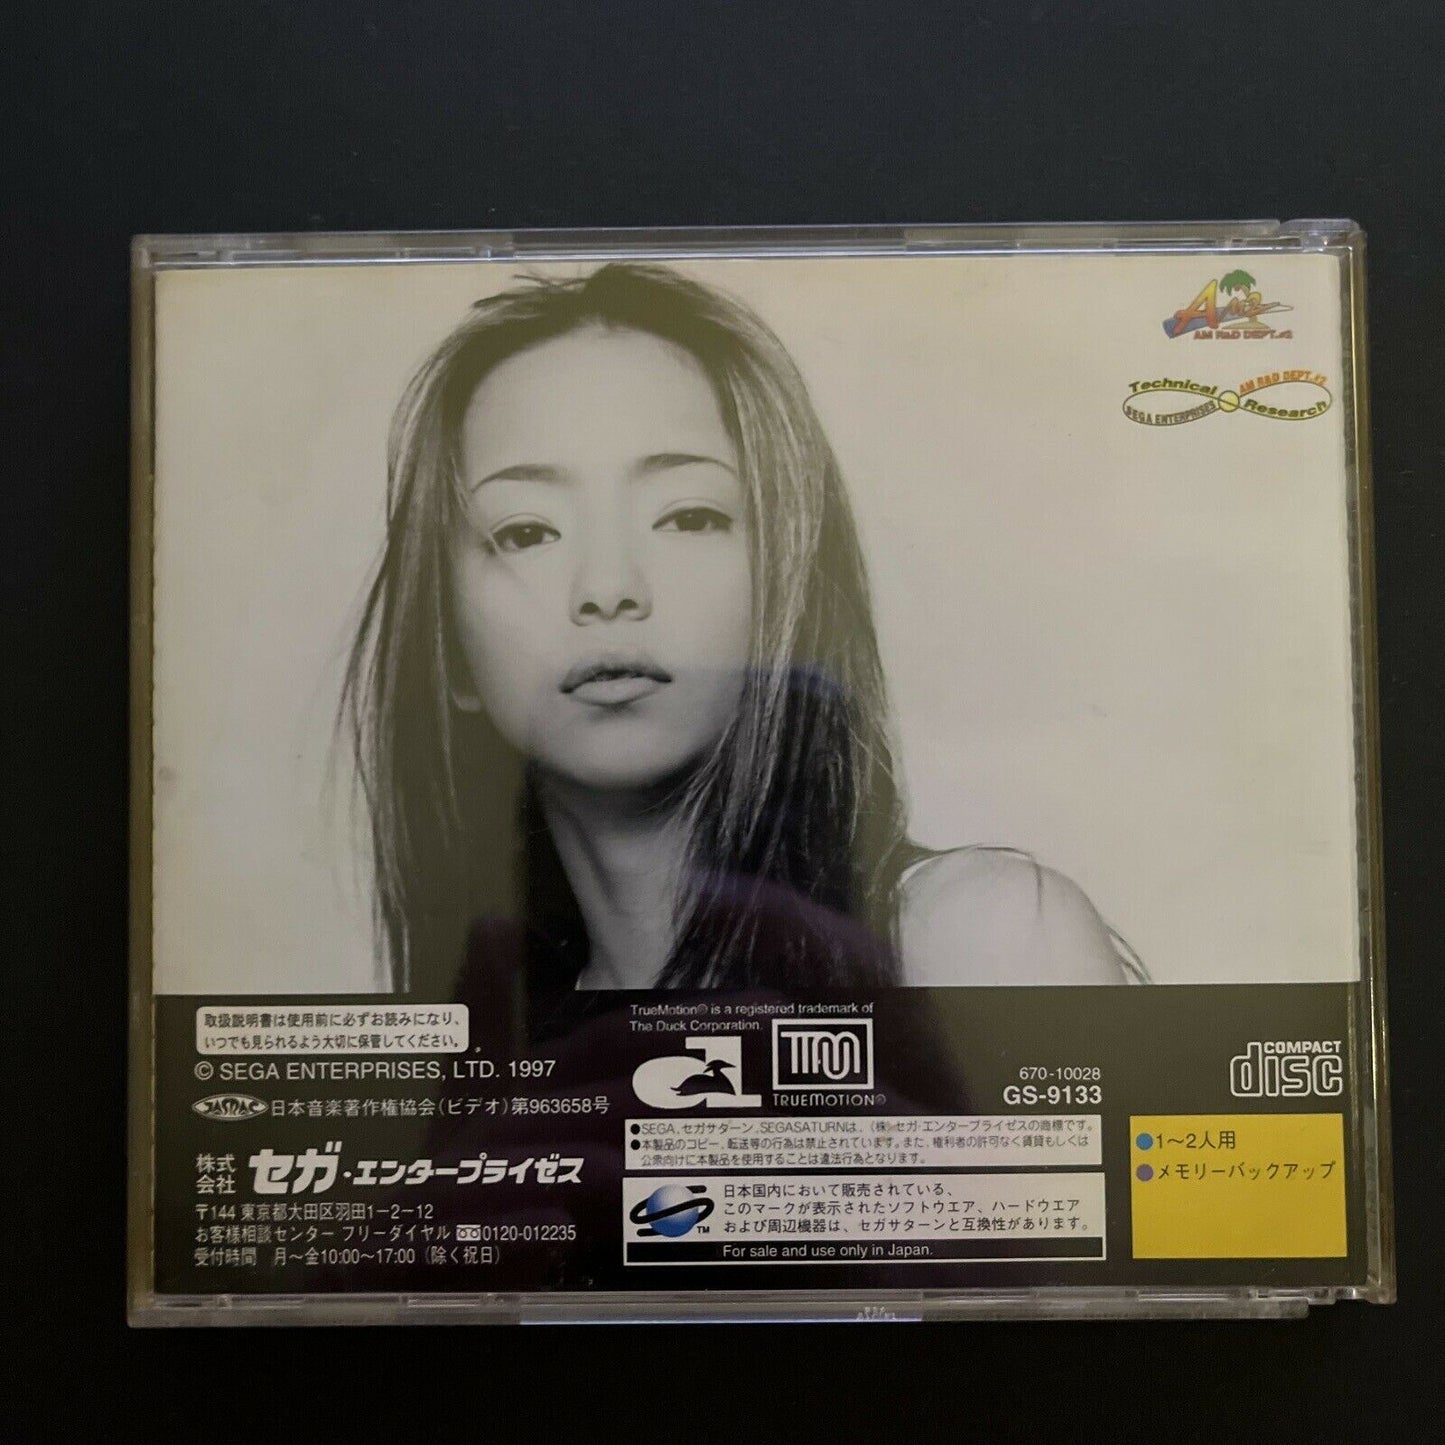 AM2
AM R&D DEPT.#2
Technical AM R&D DEPT.#2
SEGA ENTERPRISES Research
取扱説明書は使用前に必ずお読みになり、
いつでも見られるよう大切に保管してください。
© SEGA ENTERPRISES, LTD. 1997
JASRAC 日本音楽著作権協会(ビデオ)第963658号
株式会社 セガ・エンタープライゼス
〒144 東京都大田区羽田1-2-12
お客様相談センター フリーダイヤル 0120-012235
受付時間 月〜金10:00〜17:00(除く祝日)
TrueMotion® is a registered trademark of
The Duck Corporation.
TM
TRUEMOTION®
●SEGA、セガサターン、SEGASATURNは、(株)セガ・エンタープライゼスの商標です。
●本製品のコピー、転送等の行為は禁止されています。また、権利者の許可なく賃貸もしくは
公衆向けに本製品を使用することは違法行為となります。
TM
日本国内において販売されている、
このマークが表示されたソフトウエア、ハードウエア
および周辺機器は、セガサターンと互換性があります。
For sale and use only in Japan.
670-10028
GS-9133
COMPACT
disc
●1〜2人用
●メモリーバックアップ